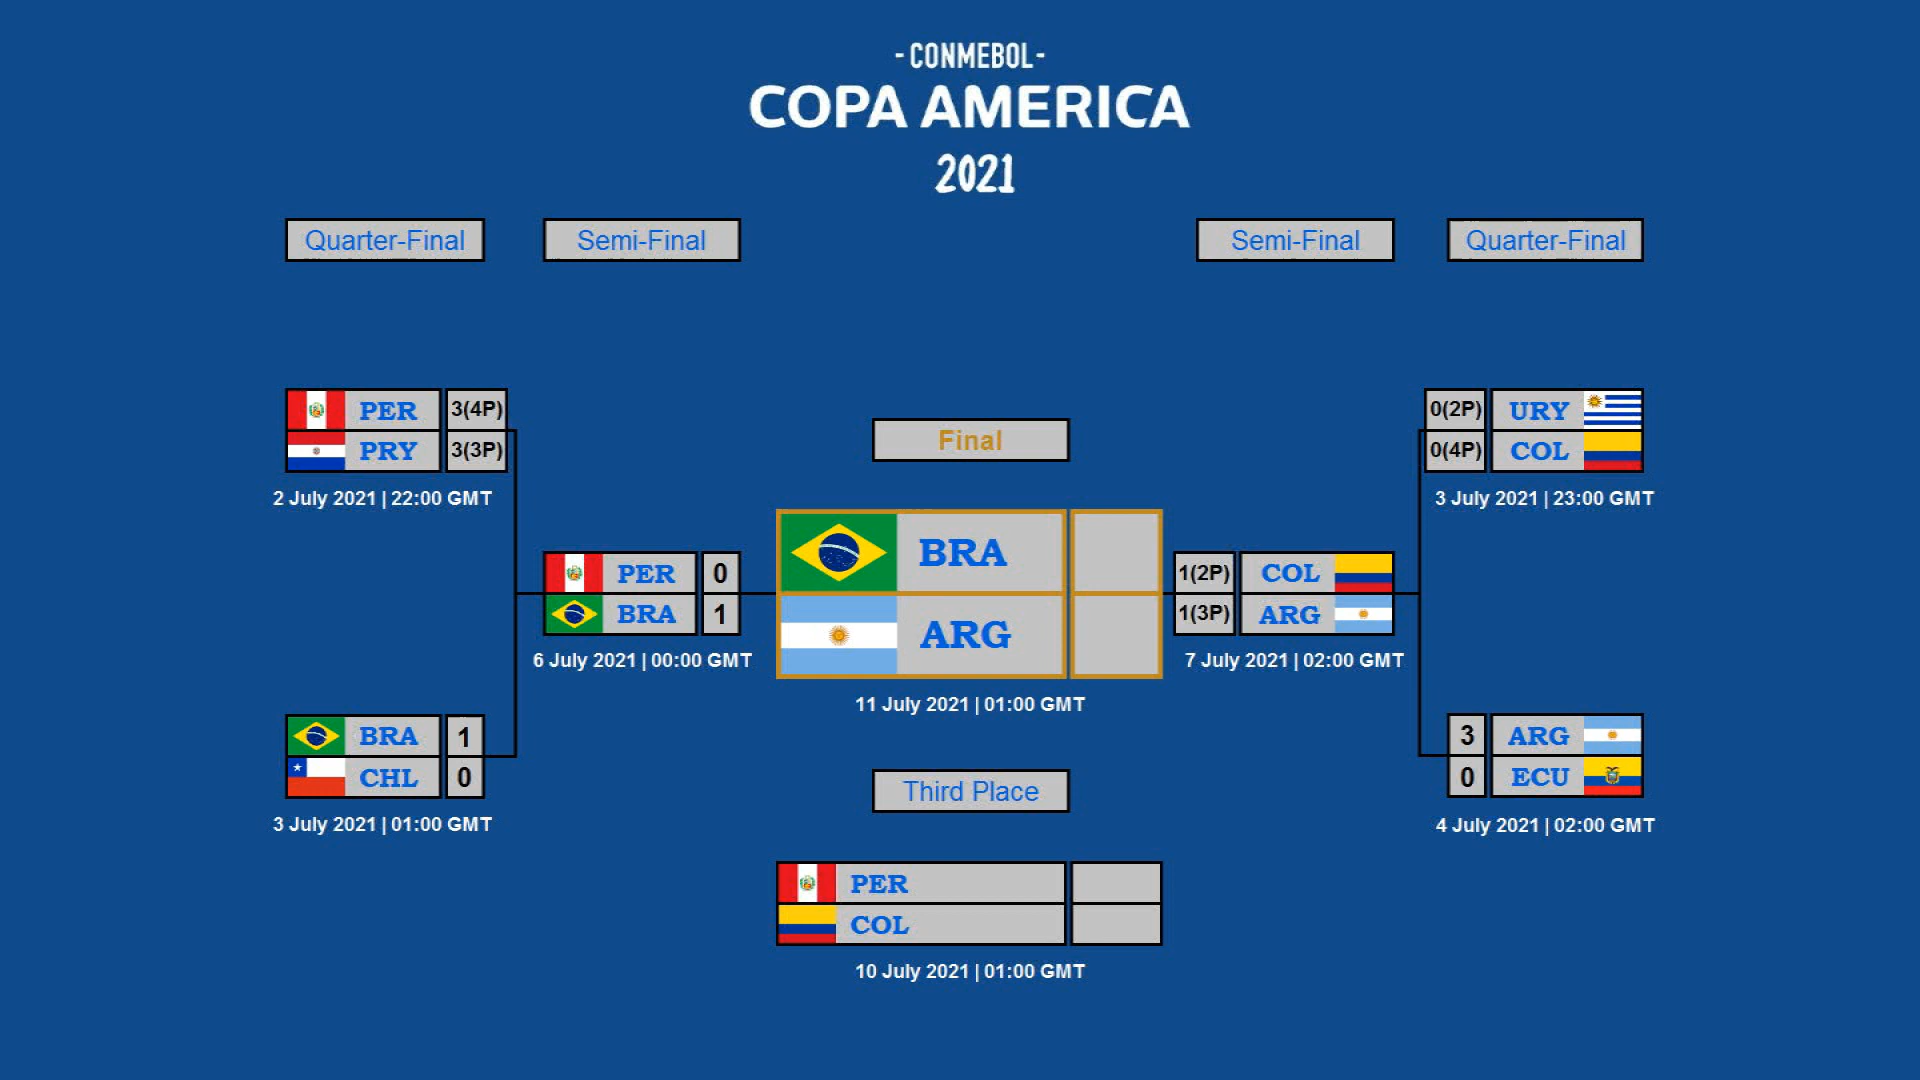 - CONMEBOL -
COPA AMERICA
2021
Quarter-Final
Semi-Final
Semi-Final
Quarter-Final
PER 3(4P)
PRY 3(3P)
2 July 2021 | 22:00 GMT
BRA 1
CHL 0
3 July 2021 | 01:00 GMT
PER 0
BRA 1
6 July 2021 | 00:00 GMT
Final
BRA
ARG
11 July 2021 | 01:00 GMT
Third Place
PER
COL
10 July 2021 | 01:00 GMT
1(2P) COL
1(3P) ARG
7 July 2021 | 02:00 GMT
0(2P) URY
0(4P) COL
3 July 2021 | 23:00 GMT
3 ARG
0 ECU
4 July 2021 | 02:00 GMT